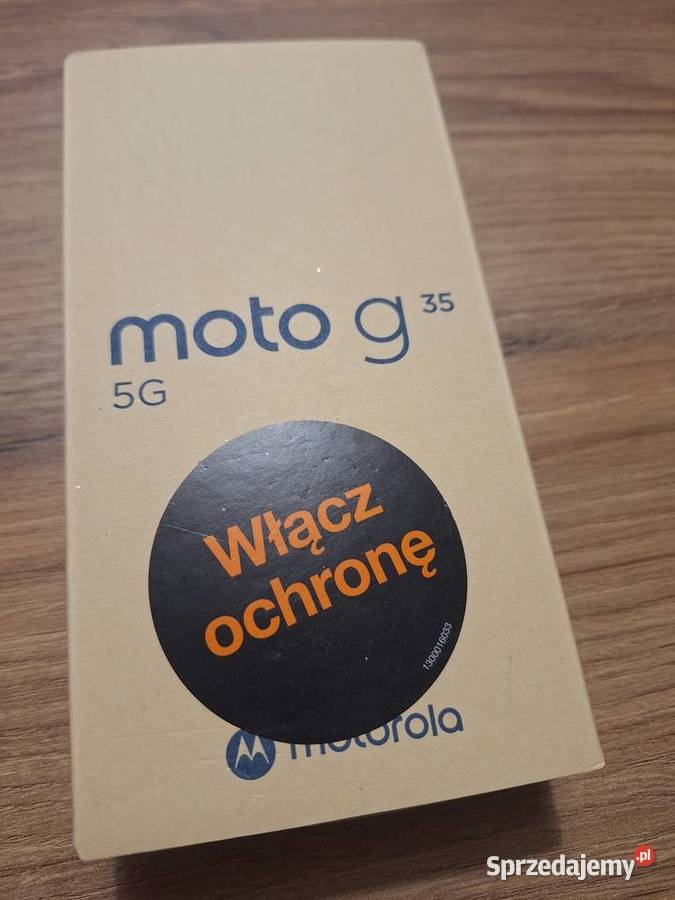 moto g 35
5G
Włącz
ochronę
1300016033
motorola
Sprzedajemy.pl